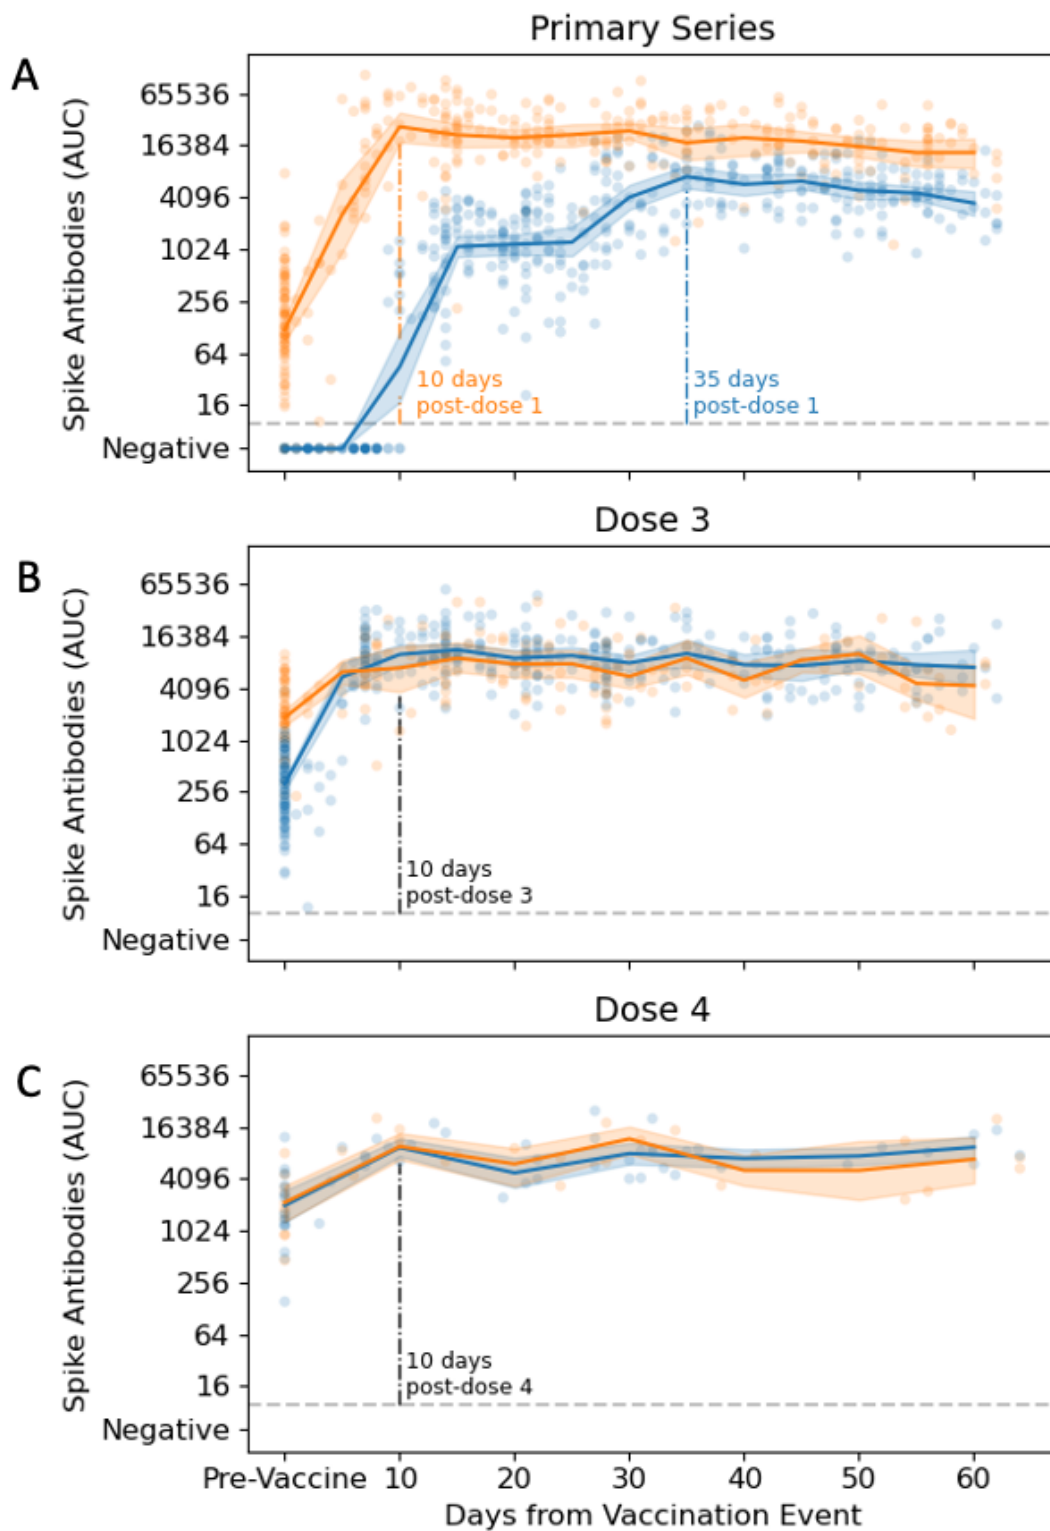 Primary Series
A
Spike Antibodies (AUC)
65536
16384
4096
1024
256
64
16
Negative
10 days
post-dose 1
35 days
post-dose 1
Dose 3
B
Spike Antibodies (AUC)
65536
16384
4096
1024
256
64
16
Negative
10 days
post-dose 3
Dose 4
C
Spike Antibodies (AUC)
65536
16384
4096
1024
256
64
16
Negative
10 days
post-dose 4
Pre-Vaccine 10 20 30 40 50 60
Days from Vaccination Event